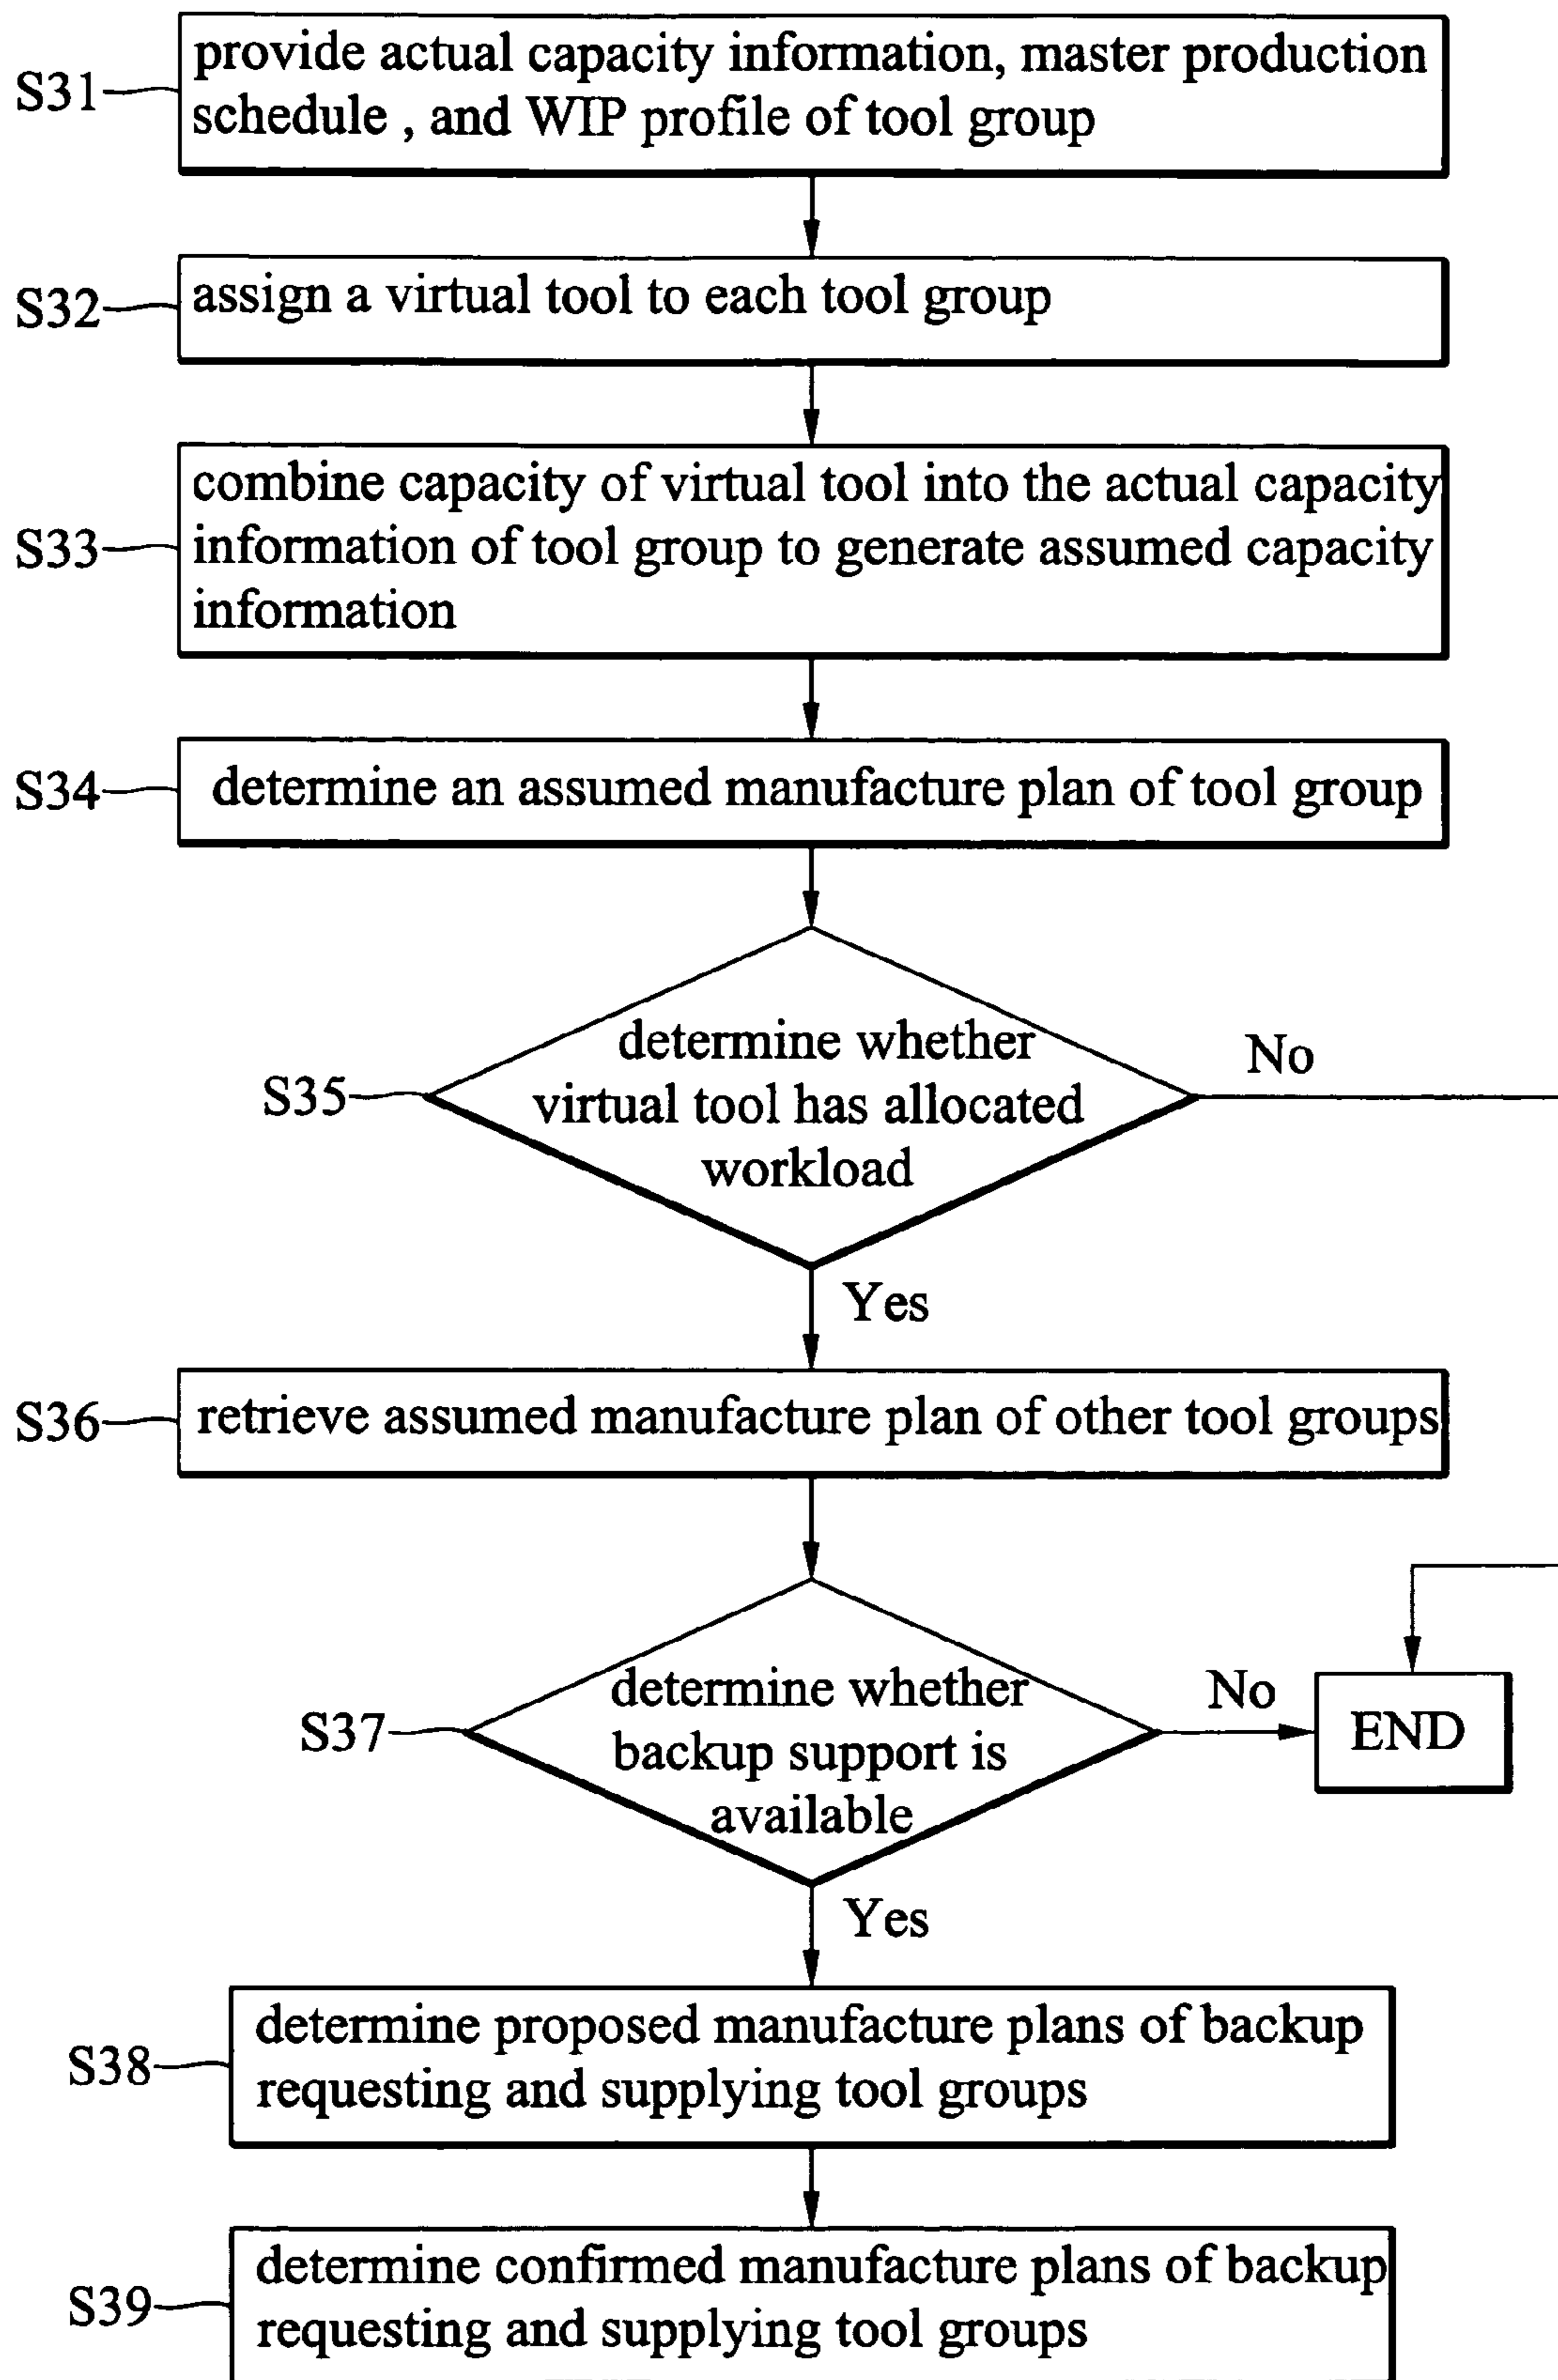 S31
provide actual capacity information, master production
schedule , and WIP profile of tool group
S32
assign a virtual tool to each tool group
S33
combine capacity of virtual tool into the actual capacity
information of tool group to generate assumed capacity
information
S34
determine an assumed manufacture plan of tool group
S35
determine whether
virtual tool has allocated
workload
No
Yes
S36
retrieve assumed manufacture plan of other tool groups
S37
determine whether
backup support is
available
No
END
Yes
S38
determine proposed manufacture plans of backup
requesting and supplying tool groups
S39
determine confirmed manufacture plans of backup
requesting and supplying tool groups